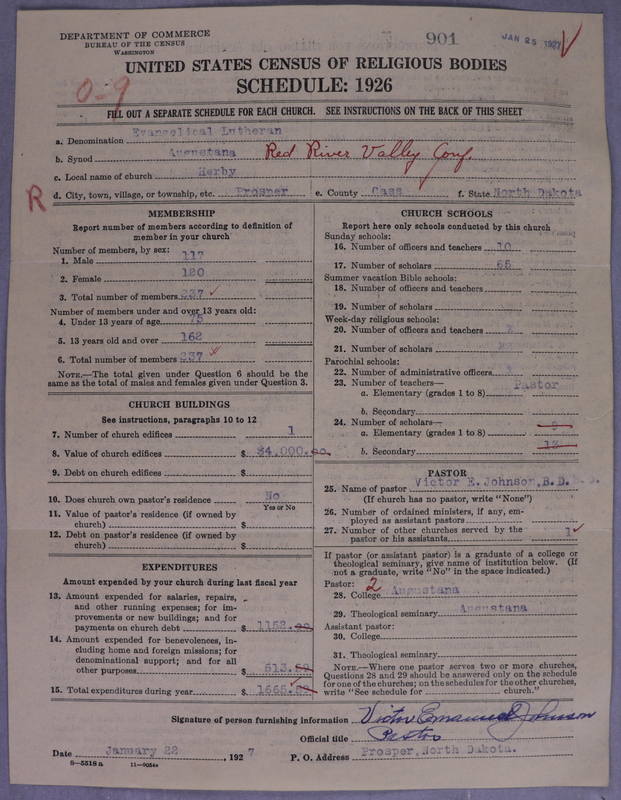 DEPARTMENT OF COMMERCE
BUREAU OF THE CENSUS
WASHINGTON
901
JAN 25 1927
UNITED STATES CENSUS OF RELIGIOUS BODIES
SCHEDULE: 1926
0-9
FILL OUT A SEPARATE SCHEDULE FOR EACH CHURCH. SEE INSTRUCTIONS ON THE BACK OF THIS SHEET
a. Denomination Evangelical Lutheran
b. Synod Augustana Red River Valley Conf.
c. Local name of church Herby
R d. City, town, village, or township, etc. Prosper e. County Cass f. State North Dakota
MEMBERSHIP
Report number of members according to definition of
member in your church
Number of members, by sex:
1. Male 117
2. Female 120
3. Total number of members 237
Number of members under and over 13 years old:
4. Under 13 years of age 75
5. 13 years old and over 162
6. Total number of members 237
NOTE.—The total given under Question 6 should be the
same as the total of males and females given under Question 3.
CHURCH BUILDINGS
See instructions, paragraphs 10 to 12
7. Number of church edifices 1
8. Value of church edifices $ $4,000.00
9. Debt on church edifices $
10. Does church own pastor's residence No
Yes or No
11. Value of pastor's residence (if owned by
church) $
12. Debt on pastor's residence (if owned by
church) $
EXPENDITURES
Amount expended by your church during last fiscal year
13. Amount expended for salaries, repairs,
and other running expenses; for im-
provements or new buildings; and for
payments on church debt $ 1152.00
14. Amount expended for benevolences, in-
cluding home and foreign missions; for
denominational support; and for all
other purposes $ 513.52
15. Total expenditures during year $ 1665.52
CHURCH SCHOOLS
Report here only schools conducted by this church
Sunday schools:
16. Number of officers and teachers 10
17. Number of scholars 65
Summer vacation Bible schools:
18. Number of officers and teachers
19. Number of scholars
Week-day religious schools:
20. Number of officers and teachers
21. Number of scholars
Parochial schools:
22. Number of administrative officers
23. Number of teachers— Pastor
a. Elementary (grades 1 to 8)
b. Secondary
24. Number of scholars—
a. Elementary (grades 1 to 8)
b. Secondary 13
PASTOR
25. Name of pastor Victor E. Johnson, B.D.
(If church has no pastor, write "None")
26. Number of ordained ministers, if any, em-
ployed as assistant pastors
27. Number of other churches served by the
pastor or his assistants 1
If pastor (or assistant pastor) is a graduate of a college or
theological seminary, give name of institution below. (If
not a graduate, write "No" in the space indicated.)
Pastor: 2
28. College Augustana
29. Theological seminary Augustana
Assistant pastor:
30. College
31. Theological seminary
NOTE.—Where one pastor serves two or more churches,
Questions 28 and 29 should be answered only on the schedule
for one of the churches; on the schedules for the other churches,
write "See schedule for church."
Signature of person furnishing information Victor Emanuel Johnson
Official title Pastor
Date January 22, 1927 P. O. Address Prosper, North Dakota.
8-5518 a